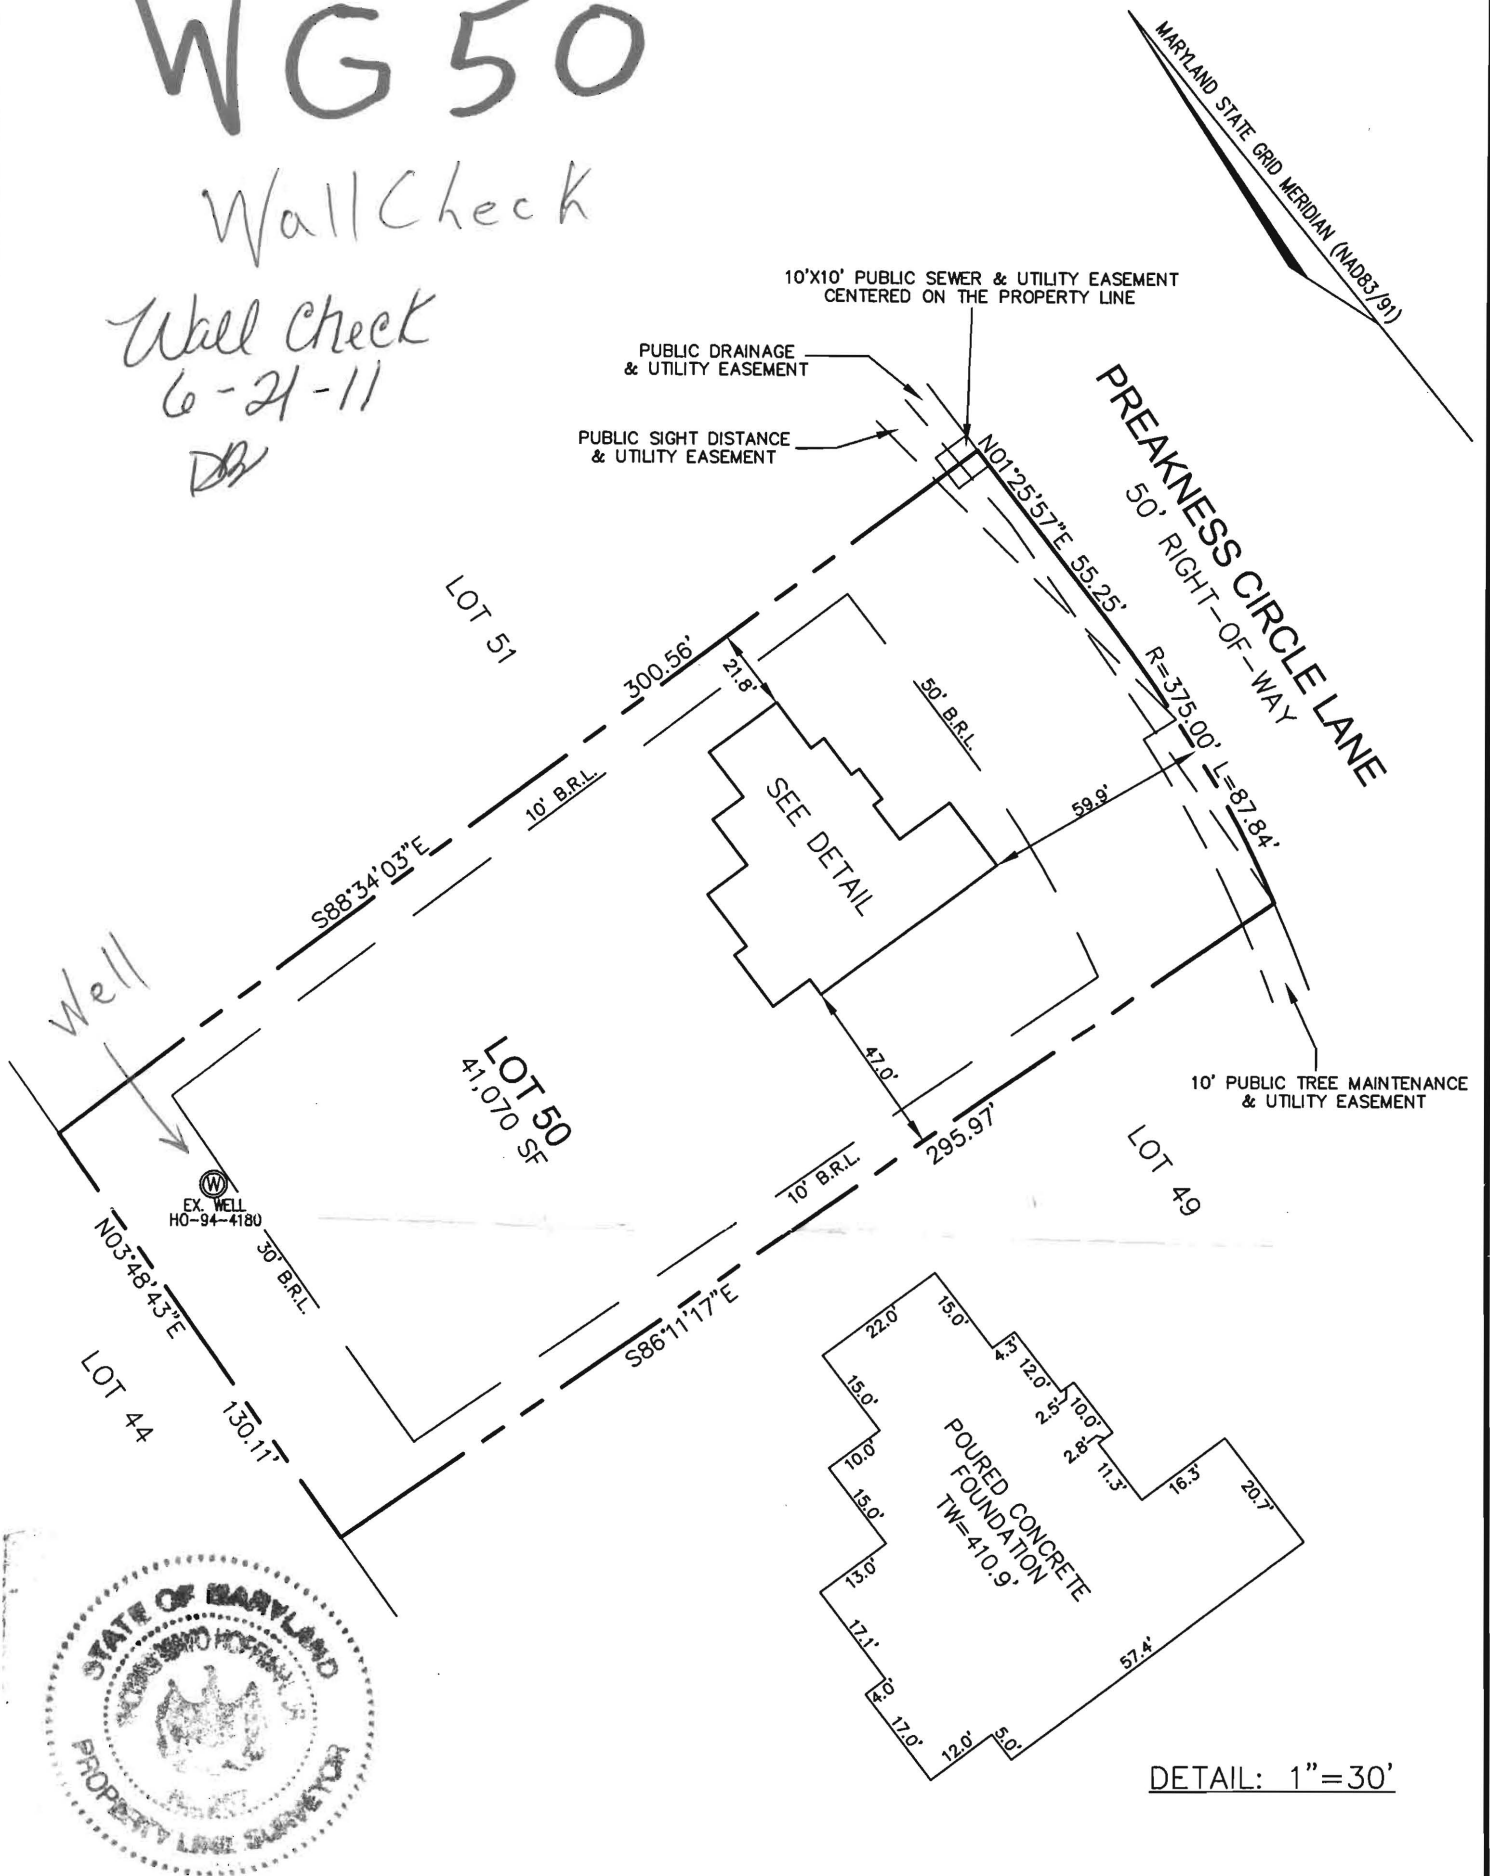 WG50
Wall Check
Wall Check
6-21-11
DB
MARYLAND STATE GRID MERIDIAN (NAD83/91)
10'X10' PUBLIC SEWER & UTILITY EASEMENT
CENTERED ON THE PROPERTY LINE
PUBLIC DRAINAGE
& UTILITY EASEMENT
PUBLIC SIGHT DISTANCE
& UTILITY EASEMENT
PREAKNESS CIRCLE LANE
50' RIGHT-OF-WAY
N01°25'57"E 55.25'
R=375.00' L=87.84'
LOT 51
300.56'
21.8'
50' B.R.L.
10' B.R.L.
SEE DETAIL
59.9'
S88°34'03"E
Well
LOT 50
41,070 SF
47.0'
10' PUBLIC TREE MAINTENANCE
& UTILITY EASEMENT
295.97'
LOT 49
10' B.R.L.
W
EX. WELL
HO-94-4180
N03°48'43"E
30' B.R.L.
S86°11'17"E
LOT 44
130.11'
22.0'
15.0'
4.3'
12.0'
2.5'
10.0'
2.8'
11.3'
16.3'
20.7'
15.0'
10.0'
15.0'
13.0'
17.1'
4.0'
17.0'
12.0'
5.0'
57.4'
POURED CONCRETE
FOUNDATION
TW=410.9'
STATE OF MARYLAND
PROPERTY LINE SURVEYOR
DETAIL: 1"=30'